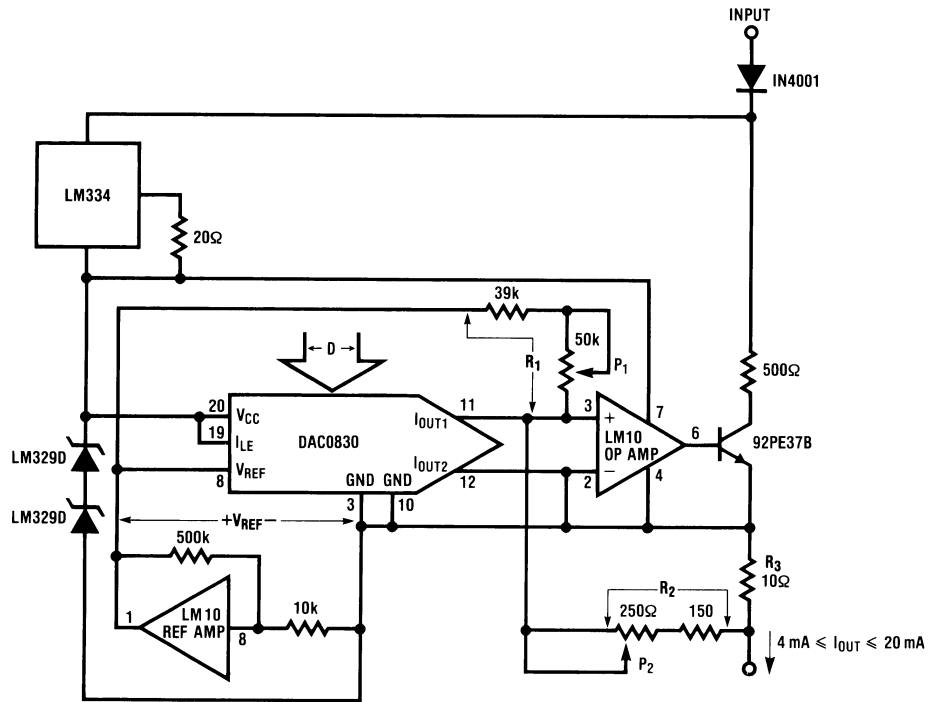 INPUT
IN4001
LM334
20Ω
39k
50k
P1
R1
500Ω
D
20
VCC
19
ILE
VREF
8
DAC0830
IOUT1
11
IOUT2
12
GND GND
3
10
3
+
LM10
OP AMP
−
2
7
4
6
92PE37B
LM329D
LM329D
+VREF−
500k
1
LM10
REF AMP
8
10k
R2
250Ω
150
P2
R3
10Ω
4 mA ≤ IOUT ≤ 20 mA